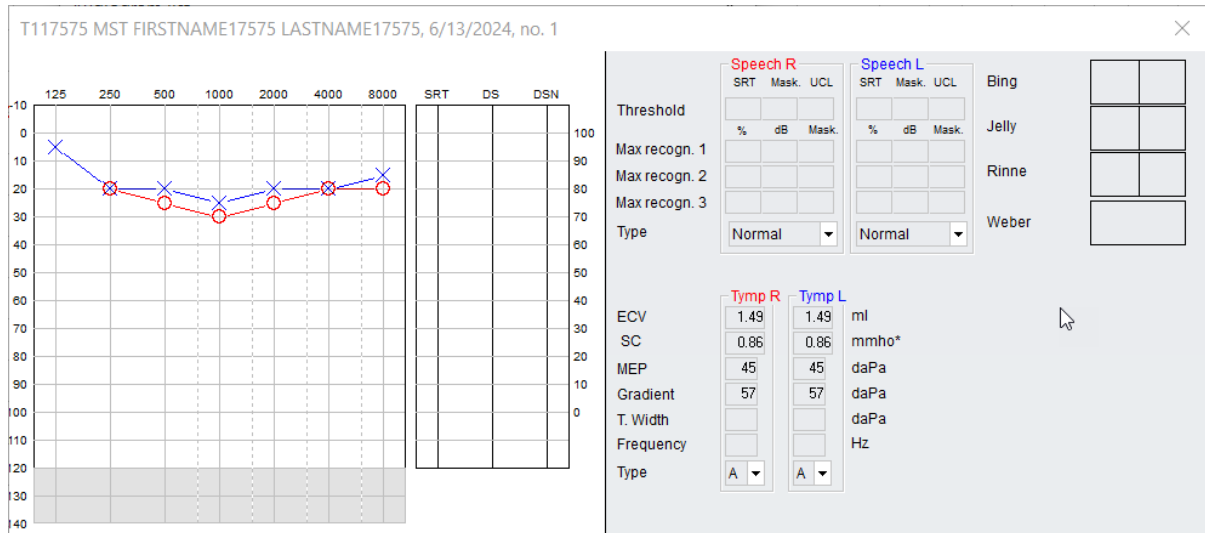 T117575 MST FIRSTNAME17575 LASTNAME17575, 6/13/2024, no. 1
125 250 500 1000 2000 4000 8000 SRT DS DSN
-10
0 100
10 90
20 80
30 70
40 60
50 50
60 40
70 30
80 20
90 10
100 0
110
120
130
140
Speech R Speech L
SRT Mask. UCL SRT Mask. UCL
Threshold
% dB Mask. % dB Mask.
Max recogn. 1
Max recogn. 2
Max recogn. 3
Type Normal Normal
Bing
Jelly
Rinne
Weber
Tymp R Tymp L
ECV 1.49 1.49 ml
SC 0.86 0.86 mmho*
MEP 45 45 daPa
Gradient 57 57 daPa
T. Width daPa
Frequency Hz
Type A A